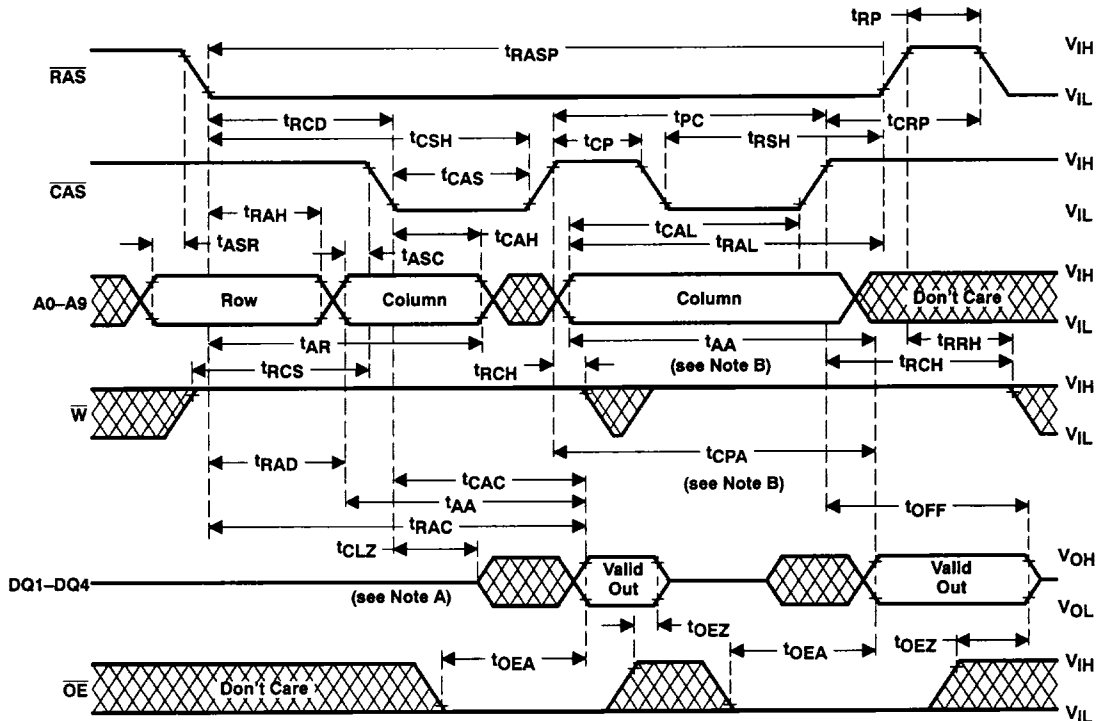 tRP
RAS
tRASP
VIH
VIL
tRCD
tPC
tCRP
tCSH
tCP
tRSH
CAS
tCAS
VIH
VIL
tRAH
tCAH
tCAL
tASR
tASC
tRAL
A0–A9
Row
Column
Column
Don't Care
VIH
VIL
tAR
tAA
tRRH
tRCS
tRCH
(see Note B)
tRCH
W
VIH
VIL
tCPA
tRAD
tCAC
(see Note B)
tAA
tOFF
tRAC
tCLZ
DQ1–DQ4
(see Note A)
Valid
Out
Valid
Out
VOH
VOL
tOEZ
tOEZ
tOEA
tOEA
OE
Don't Care
VIH
VIL